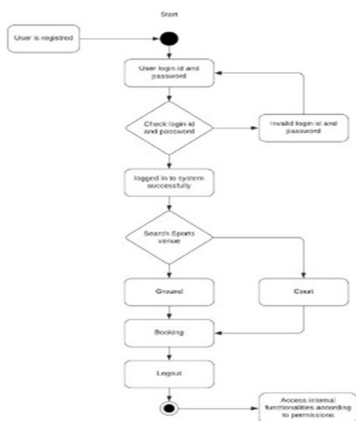 Start
User is registred
User login id and
password
Check login id
and password
Invalid login id and
password
logged in to system
successfully
Search Sports
venue
Ground
Court
Booking
Logout
Access internal
functionalities according
to permissions